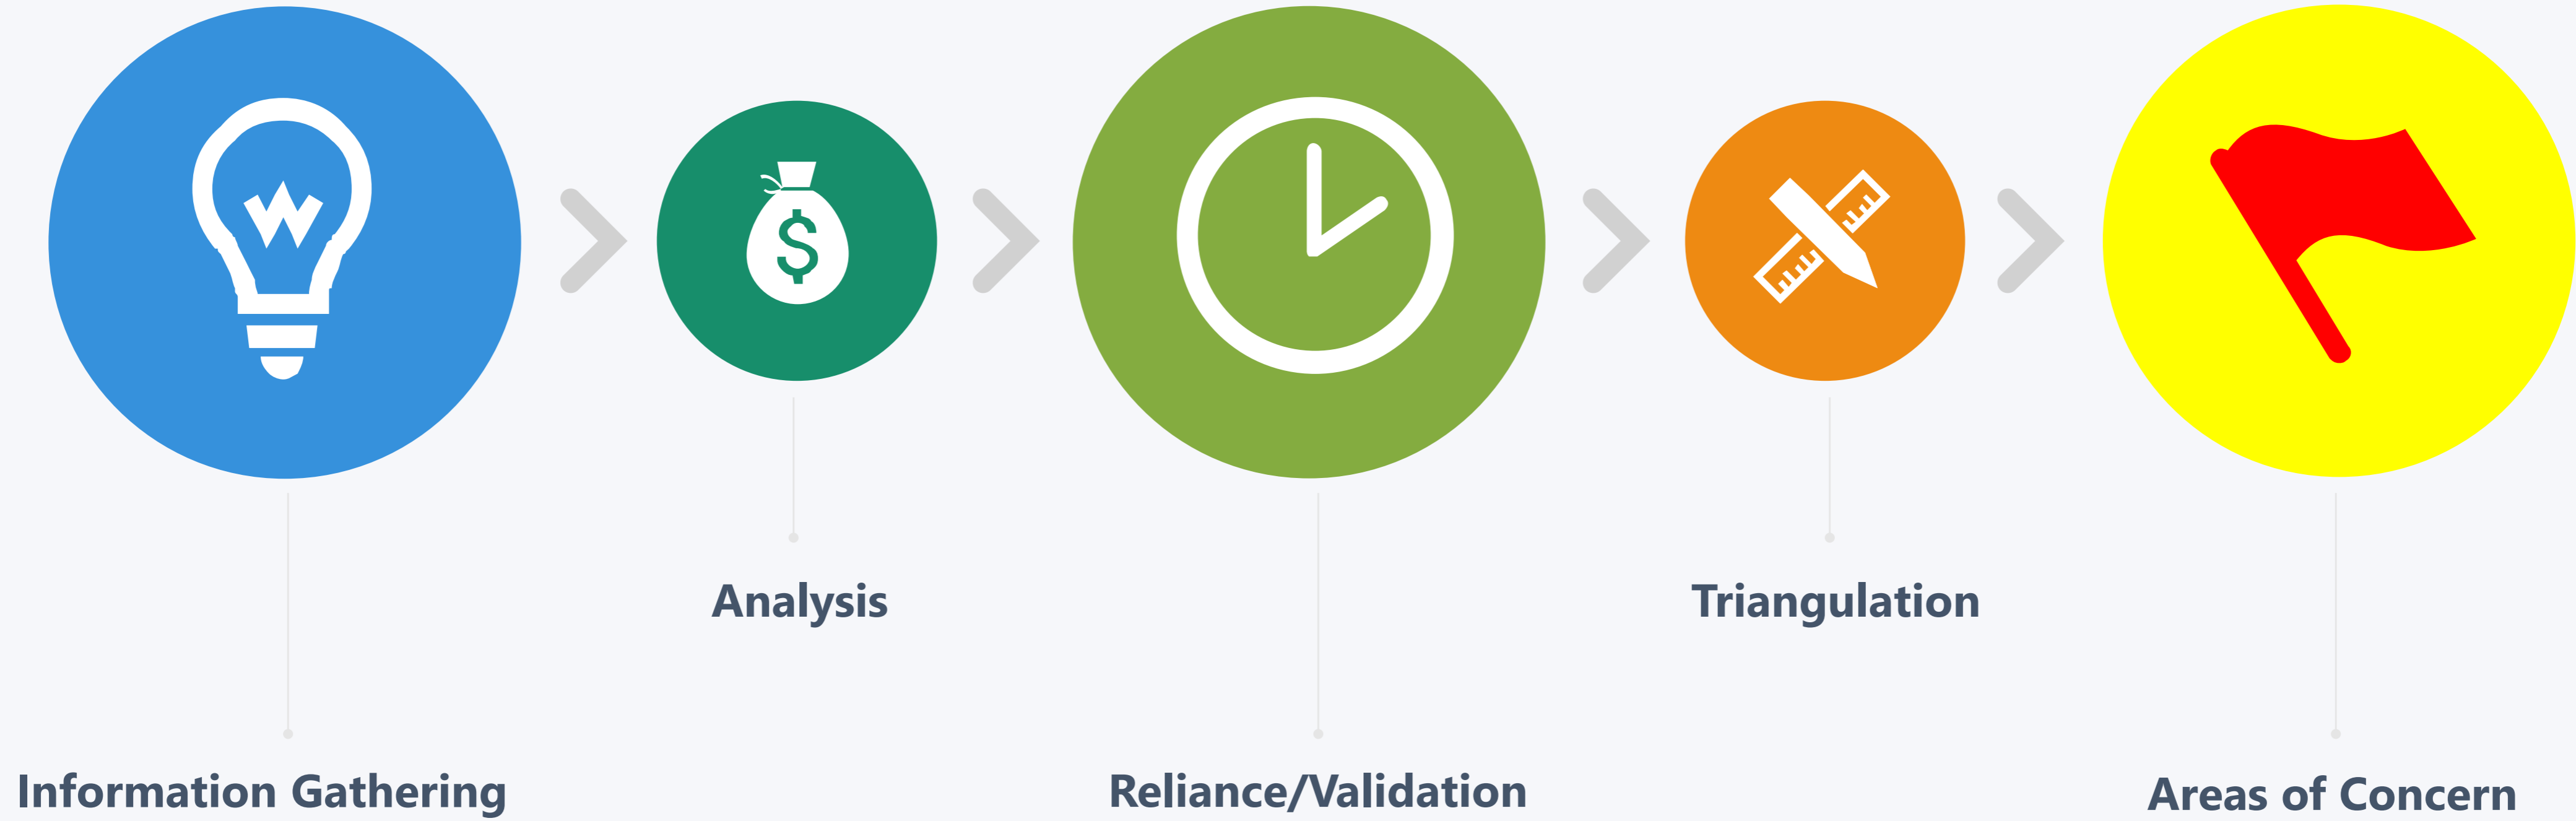 Information Gathering
Analysis
$
Reliance/Validation
Triangulation
Areas of Concern